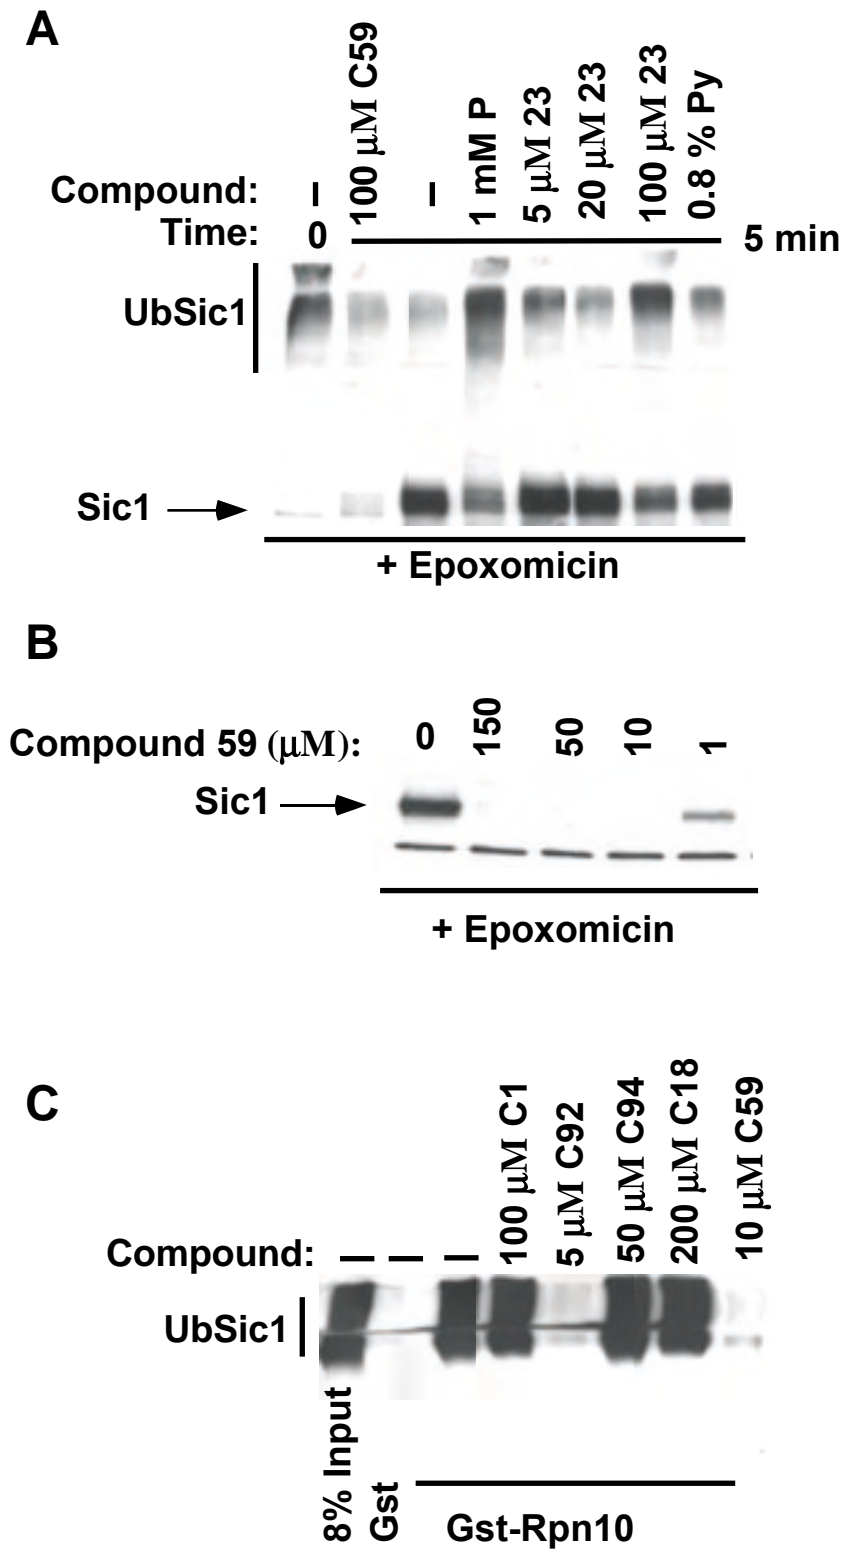 A
Compound: – 100 μM C59 – 1 mM P 5 μM 23 20 μM 23 100 μM 23 0.8 % Py
Time: 0 5 min
UbSic1
Sic1
+ Epoxomicin
B
Compound 59 (μM): 0 150 50 10 1
Sic1
+ Epoxomicin
C
Compound: – – – 100 μM C1 5 μM C92 50 μM C94 200 μM C18 10 μM C59
UbSic1
8% Input Gst Gst-Rpn10